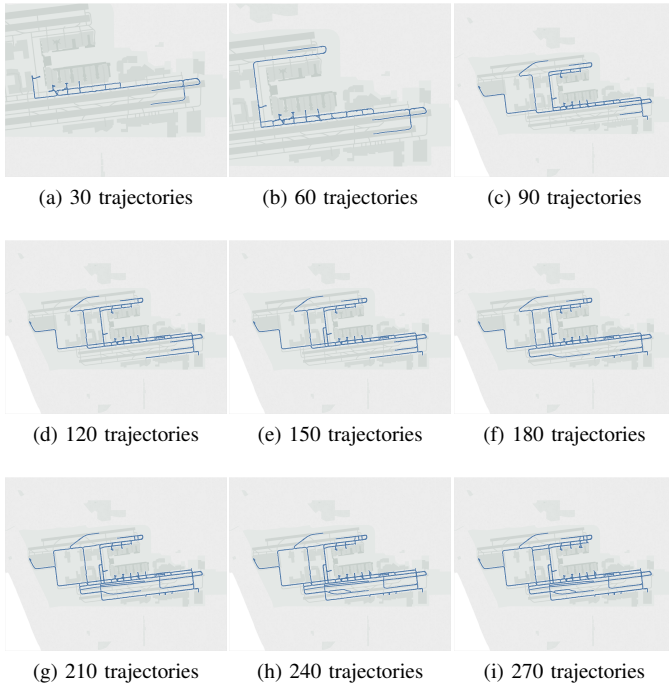 (a) 30 trajectories (b) 60 trajectories (c) 90 trajectories
(d) 120 trajectories (e) 150 trajectories (f) 180 trajectories
(g) 210 trajectories (h) 240 trajectories (i) 270 trajectories